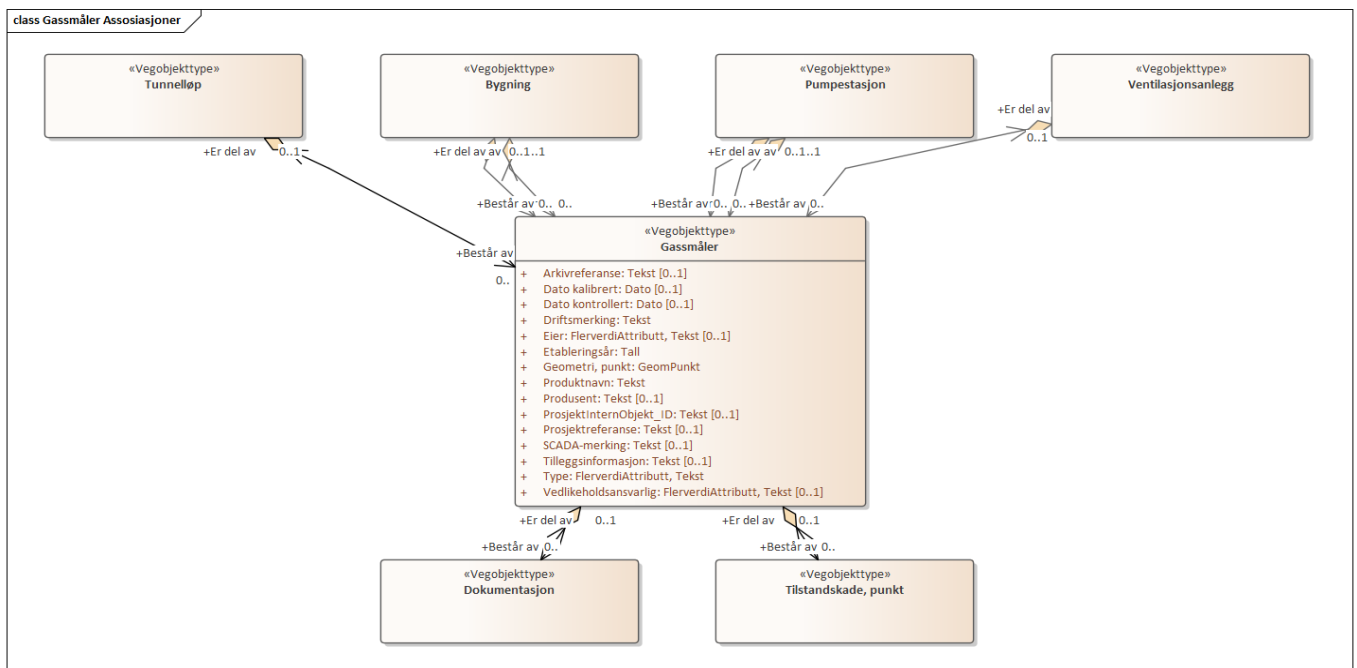 class Gassmåler Assosiasjoner
«Vegobjekttype»
Tunnelløp
«Vegobjekttype»
Bygning
«Vegobjekttype»
Pumpestasjon
«Vegobjekttype»
Ventilasjonsanlegg
+Er del av 0..1
+Er del av av 0..1..1
+Er del av av 0..1..1
+Er del av
0..1
+Består av 0.. 0..
+Består av 0.. 0..
+Består av 0..
+Består av
0..
«Vegobjekttype»
Gassmåler
+ Arkivreferanse: Tekst [0..1]
+ Dato kalibrert: Dato [0..1]
+ Dato kontrollert: Dato [0..1]
+ Driftsmerking: Tekst
+ Eier: FlerverdiAttributt, Tekst [0..1]
+ Etableringsår: Tall
+ Geometri, punkt: GeomPunkt
+ Produktnavn: Tekst
+ Produsent: Tekst [0..1]
+ ProsjektInternObjekt_ID: Tekst [0..1]
+ Prosjektreferanse: Tekst [0..1]
+ SCADA-merking: Tekst [0..1]
+ Tilleggsinformasjon: Tekst [0..1]
+ Type: FlerverdiAttributt, Tekst
+ Vedlikeholdsansvarlig: FlerverdiAttributt, Tekst [0..1]
+Er del av 0..1
+Er del av 0..1
+Består av 0..
+Består av 0..
«Vegobjekttype»
Dokumentasjon
«Vegobjekttype»
Tilstandskade, punkt